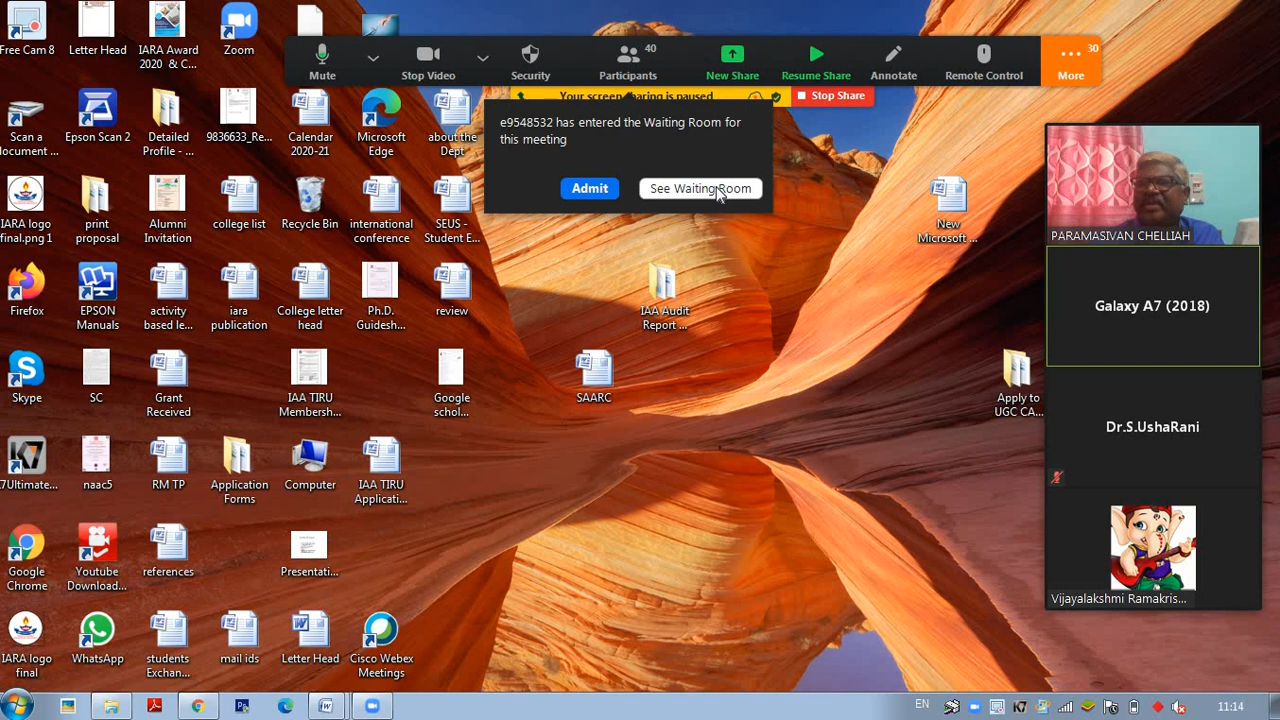 Mute
Stop Video
Security
Participants
40
New Share
Resume Share
Annotate
Remote Control
30
More
Your screen sharing is paused
Stop Share
e9548532 has entered the Waiting Room for
this meeting
Admit
See Waiting Room
Free Cam 8
Letter Head
IARA Award
2020 & C...
Zoom
Scan a
document ...
Epson Scan 2
Detailed
Profile - ...
9836633_Re...
Calendar
2020-21
Microsoft
Edge
about the
Dept
IARA logo
final.png 1
print
proposal
Alumni
Invitation
college list
Recycle Bin
international
conference
SEUS -
Student E...
New
Microsoft ...
Firefox
EPSON
Manuals
activity
based le...
iara
publication
College letter
head
Ph.D.
Guidesh...
review
IAA Audit
Report ...
Skype
SC
Grant
Received
IAA TIRU
Membersh...
Google
schol...
SAARC
Apply to
UGC CA...
K7Ultimate...
naac5
RM TP
Application
Forms
Computer
IAA TIRU
Applicati...
Google
Chrome
Youtube
Download...
references
Presentati...
IARA logo
final
WhatsApp
students
Exchan...
mail ids
Letter Head
Cisco Webex
Meetings
PARAMASIVAN CHELLIAH
Galaxy A7 (2018)
Dr.S.UshaRani
Vijayalakshmi Ramakris...
EN
11:14